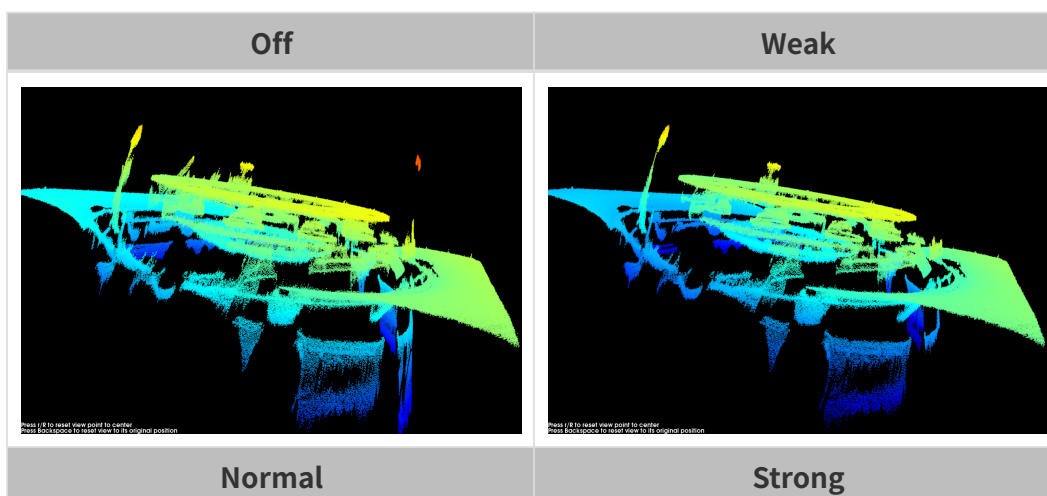 Off
Weak
Press r/R to reset view point to center
Press Backspace to reset view to its original position
Press r/R to reset view point to center
Press Backspace to reset view to its original position
Normal
Strong